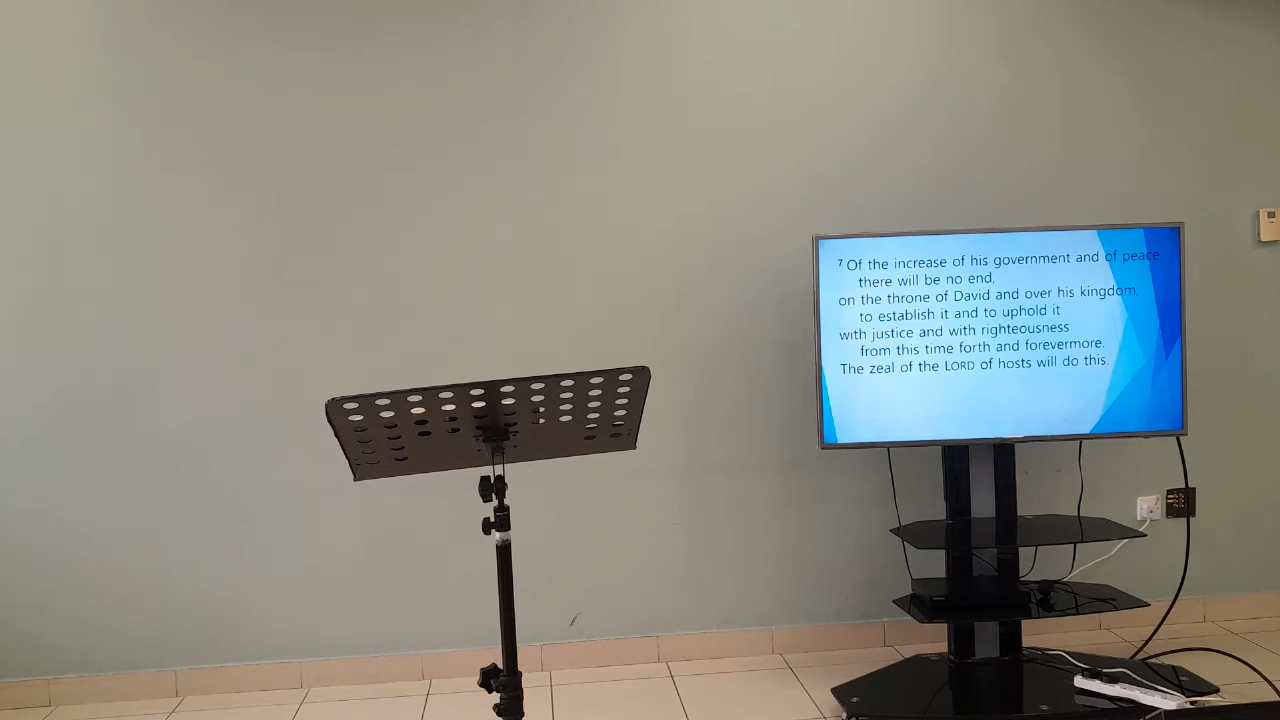 7 Of the increase of his government and of peace
there will be no end,
on the throne of David and over his kingdom,
to establish it and to uphold it
with justice and with righteousness
from this time forth and forevermore.
The zeal of the LORD of hosts will do this.